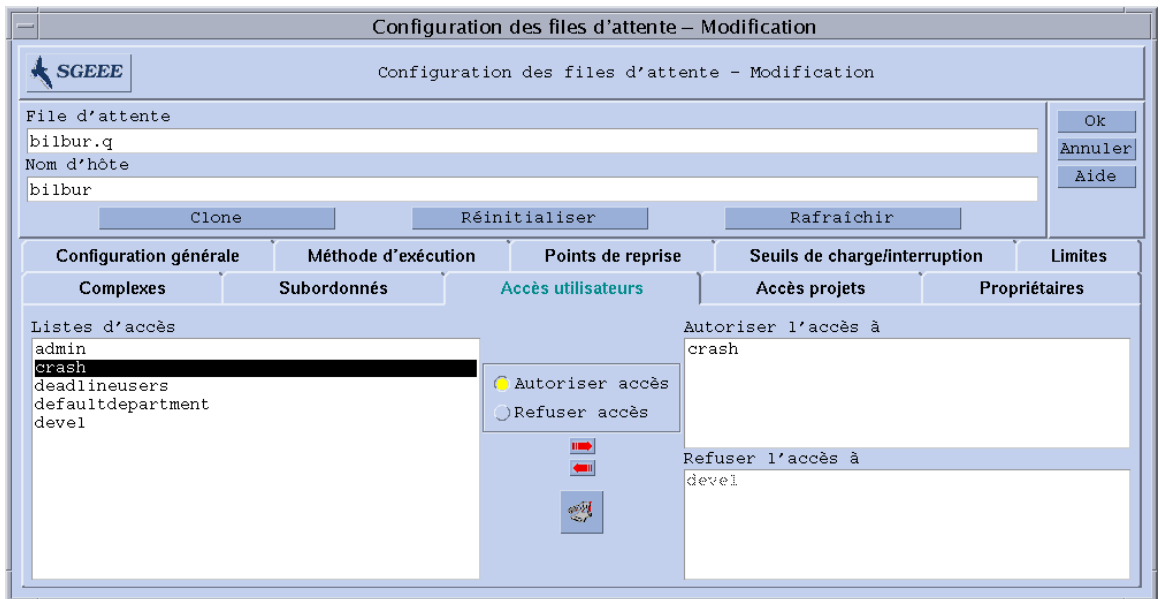 Configuration des files d'attente – Modification
SGEEE
Configuration des files d'attente - Modification
File d'attente
bilbur.q
Nom d'hôte
bilbur
Ok
Annuler
Aide
Clone Réinitialiser Rafraîchir
Configuration générale Méthode d'exécution Points de reprise Seuils de charge/interruption Limites
Complexes Subordonnés Accès utilisateurs Accès projets Propriétaires
Listes d'accès
admin
crash
deadlineusers
defaultdepartment
devel
Autoriser accès
Refuser accès
Autoriser l'accès à
crash
Refuser l'accès à
devel